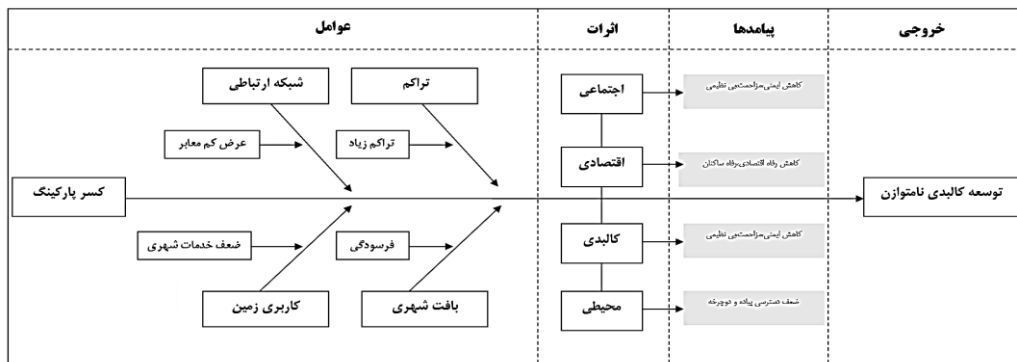 عوامل
اثرات
پیامدها
خروجی
شبکه ارتباطی
تراکم
اجتماعی
کاهش ایمنی،مزاحمت،بی نظیمی
عرض کم معابر
تراکم زیاد
اقتصادی
کاهش رفاه اقتصادی،رفاه ساکنان
کسر پارکینگ
توسعه کالبدی نامتوازن
ضعف خدمات شهری
فرسودگی
کالبدی
کاهش ایمنی،مزاحمت،بی نظیمی
کاربری زمین
بافت شهری
محیطی
ضعف دسترسی پیاده و دوچرخه